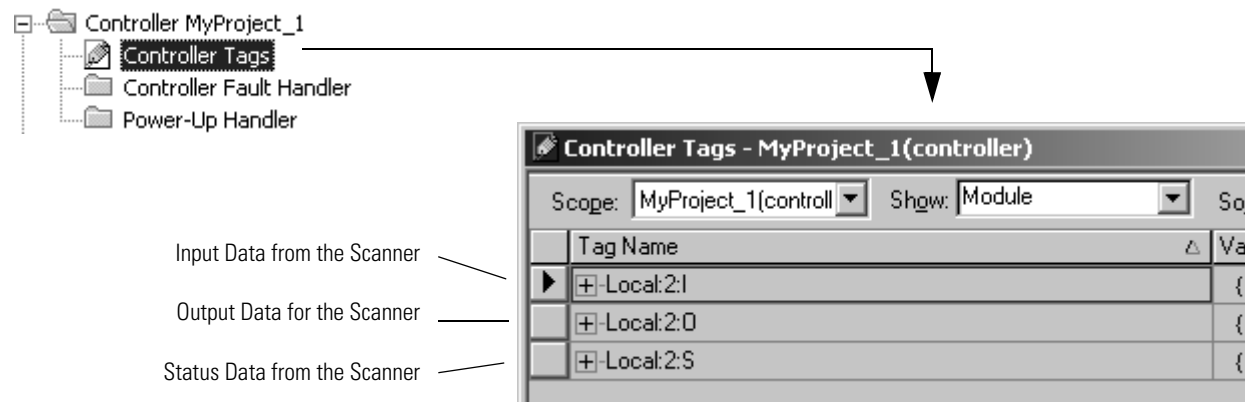 Controller MyProject_1
Controller Tags
Controller Fault Handler
Power-Up Handler
Controller Tags - MyProject_1(controller)
Scope: MyProject_1(controll Show: Module So
Tag Name Va
Input Data from the Scanner
Local:2:I {
Output Data for the Scanner
Local:2:O {
Status Data from the Scanner
Local:2:S {